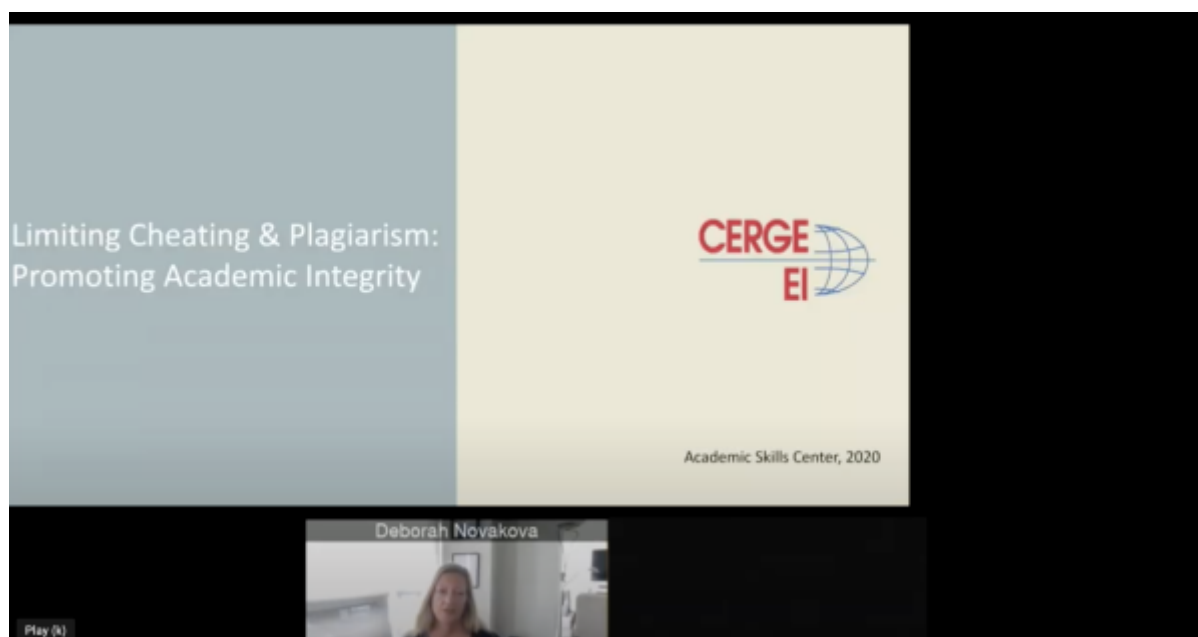 Limiting Cheating & Plagiarism:
Promoting Academic Integrity
CERGE
EI
Academic Skills Center, 2020
Deborah Novakova
Play (k)